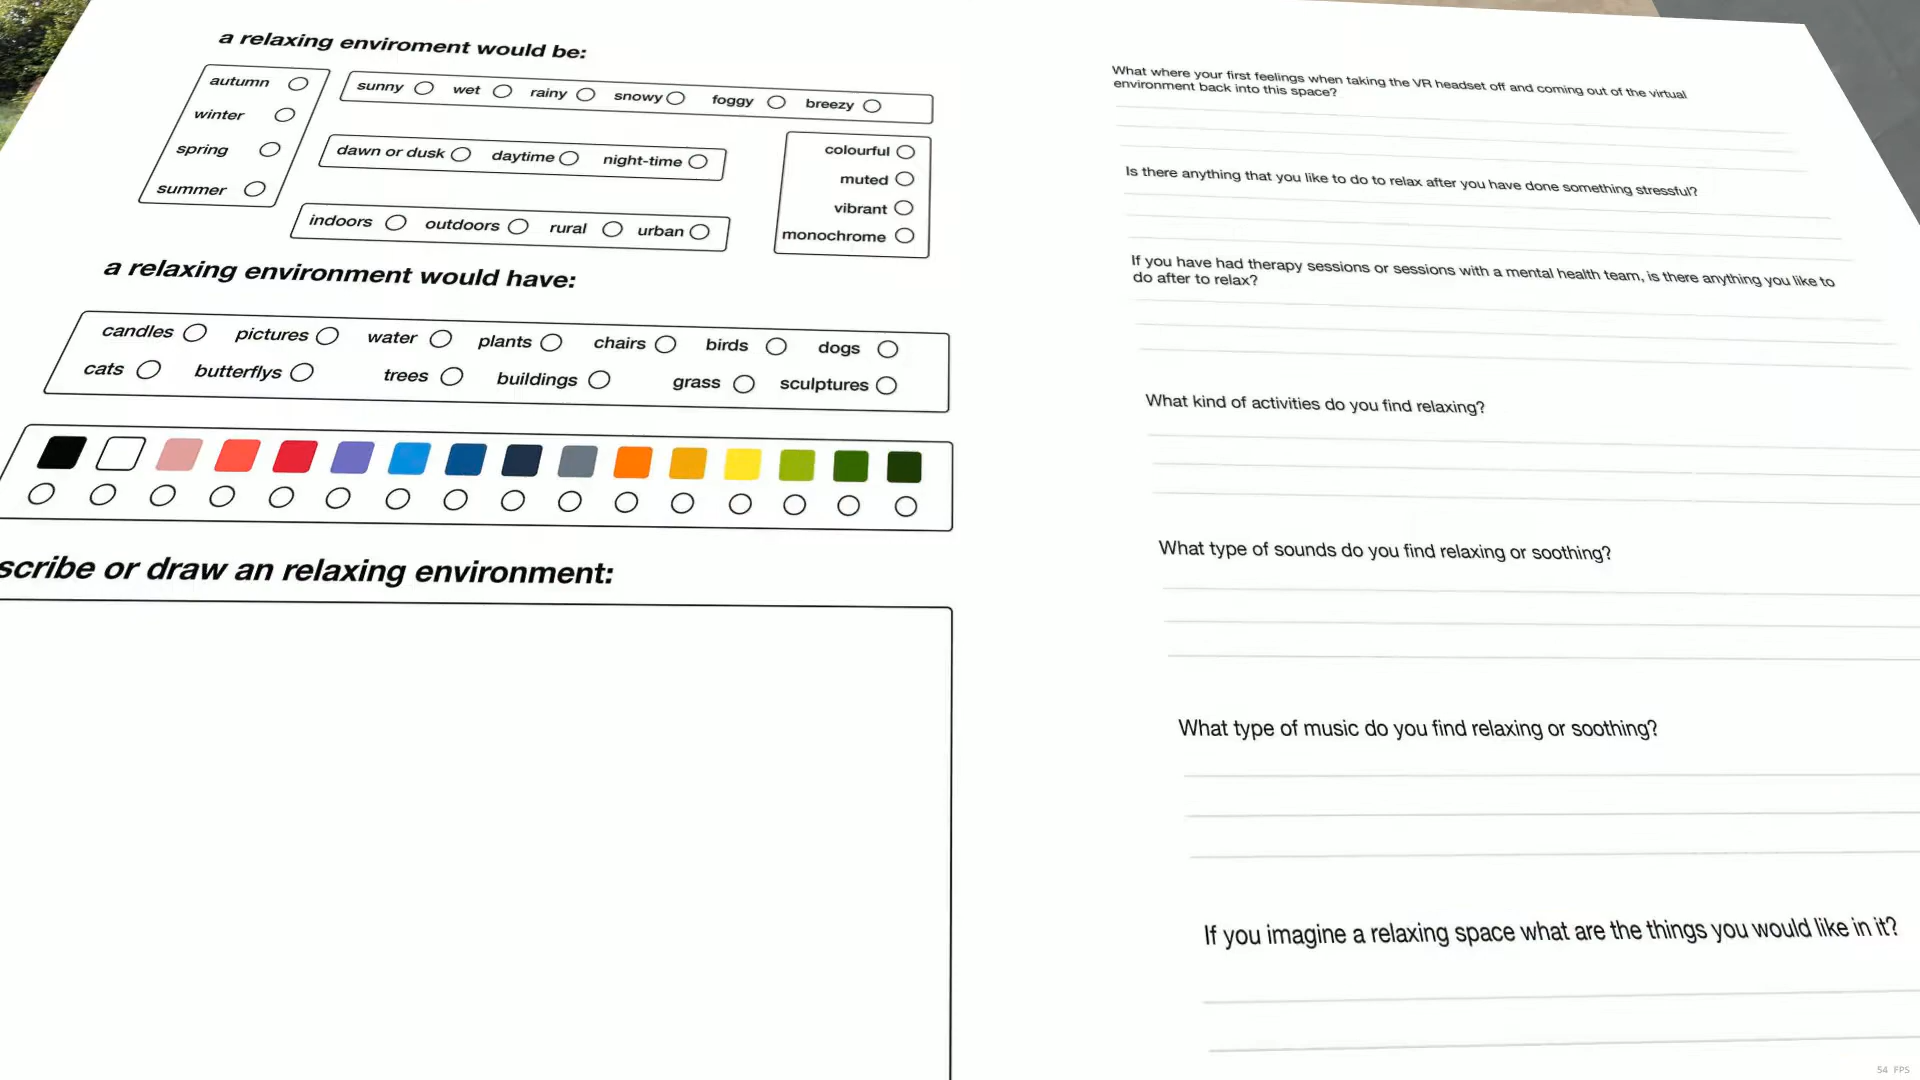 a relaxing enviroment would be:
autumn
winter
spring
summer
sunny wet rainy snowy foggy breezy
dawn or dusk daytime night-time
colourful
muted
vibrant
monochrome
indoors outdoors rural urban
a relaxing environment would have:
candles pictures water plants chairs birds dogs
cats butterflys trees buildings grass sculptures
scribe or draw an relaxing environment:
What where your first feelings when taking the VR headset off and coming out of the virtual
environment back into this space?
Is there anything that you like to do to relax after you have done something stressful?
If you have had therapy sessions or sessions with a mental health team, is there anything you like to
do after to relax?
What kind of activities do you find relaxing?
What type of sounds do you find relaxing or soothing?
What type of music do you find relaxing or soothing?
If you imagine a relaxing space what are the things you would like in it?
54 FPS